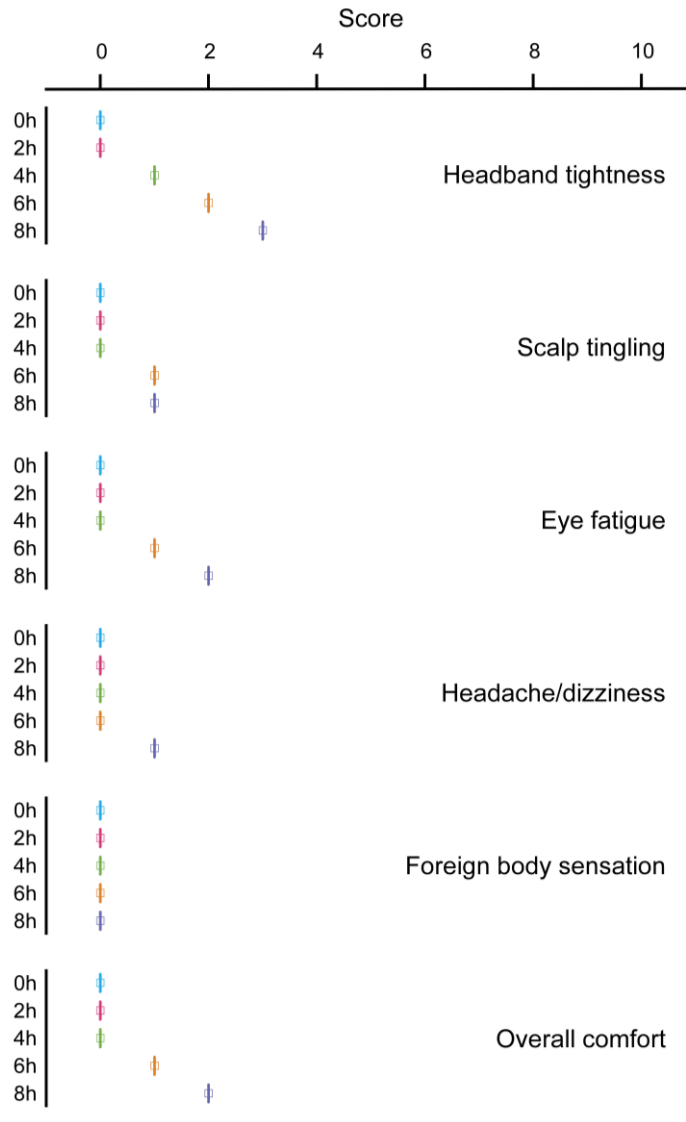 Score
0 2 4 6 8 10
0h
2h
4h Headband tightness
6h
8h
0h
2h
4h Scalp tingling
6h
8h
0h
2h
4h Eye fatigue
6h
8h
0h
2h
4h Headache/dizziness
6h
8h
0h
2h
4h Foreign body sensation
6h
8h
0h
2h
4h Overall comfort
6h
8h